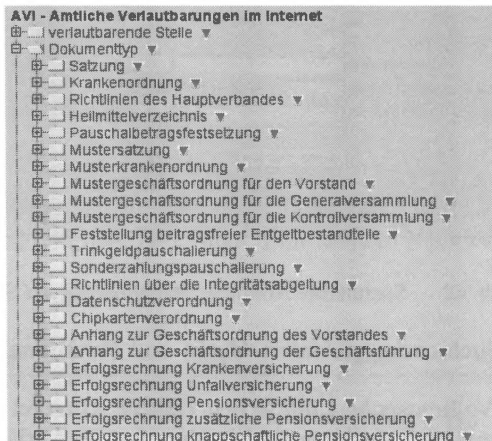 AVI - Amtliche Verlautbarungen im Internet
verlautbarende Stelle
Dokumenttyp
Satzung
Krankenordnung
Richtlinien des Hauptverbandes
Heilmittelverzeichnis
Pauschalbetragsfestsetzung
Mustersatzung
Musterkrankenordnung
Mustergeschäftsordnung für den Vorstand
Mustergeschäftsordnung für die Generalversammlung
Mustergeschäftsordnung für die Kontrollversammlung
Feststellung beitragsfreier Entgeltbestandteile
Trinkgeldpauschalierung
Sonderzahlungspauschalierung
Richtlinien über die Integritätsabgeltung
Datenschutzverordnung
Chipkartenverordnung
Anhang zur Geschäftsordnung des Vorstandes
Anhang zur Geschäftsordnung der Geschäftsführung
Erfolgsrechnung Krankenversicherung
Erfolgsrechnung Unfallversicherung
Erfolgsrechnung Pensionsversicherung
Erfolgsrechnung zusätzliche Pensionsversicherung
Erfolgsrechnung knappschaftliche Pensionsversicherung